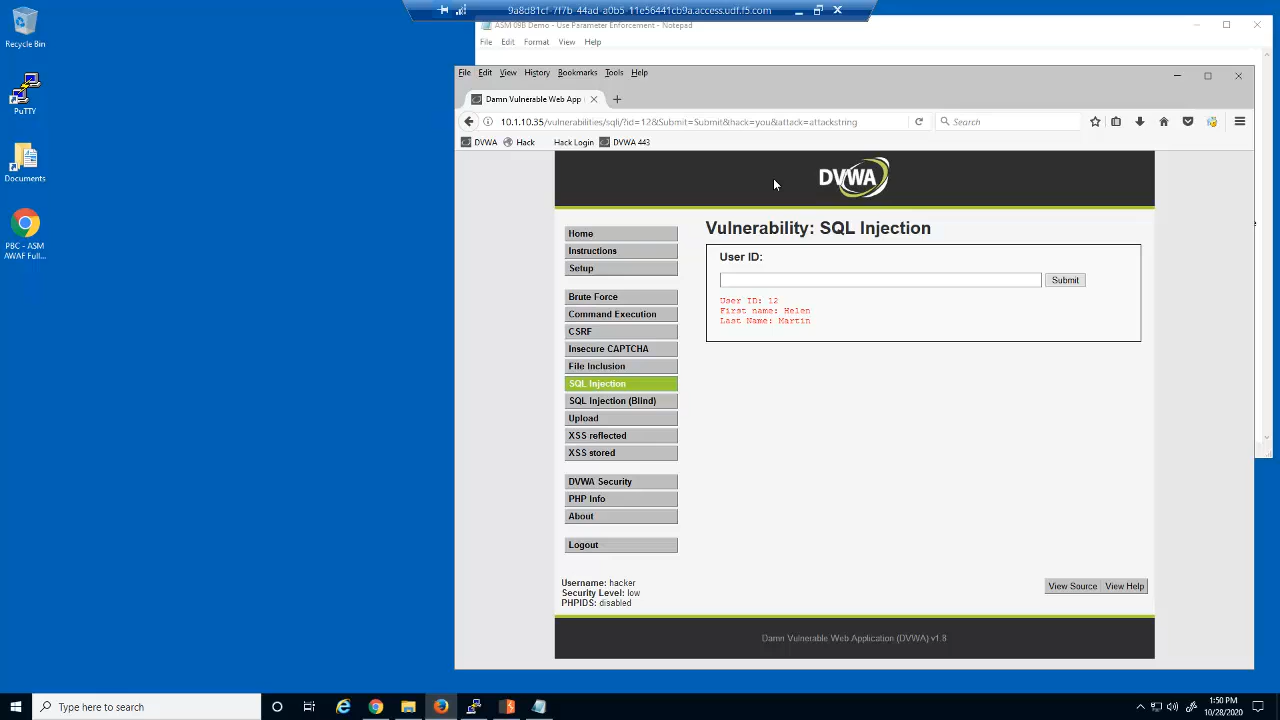 9a8d81cf-7f7b-44ad-a0b5-11e56441cb9a.access.udf.f5.com
Recycle Bin
PuTTY
Documents
PBC - ASM
AWAF Full...
ASM 09B Demo - Use Parameter Enforcement - Notepad
File Edit Format View Help
File Edit View History Bookmarks Tools Help
Damn Vulnerable Web App
10.1.10.35/vulnerabilities/sqli/?id=12&Submit=Submit&hack=you&attack=attackstring
Search
DVWA Hack Hack Login DVWA 443
DVWA
Home
Instructions
Setup
Brute Force
Command Execution
CSRF
Insecure CAPTCHA
File Inclusion
SQL Injection
SQL Injection (Blind)
Upload
XSS reflected
XSS stored
DVWA Security
PHP Info
About
Logout
Vulnerability: SQL Injection
User ID:
Submit
User ID: 12
First name: Helen
Last Name: Martin
Username: hacker
Security Level: low
PHPIDS: disabled
View Source View Help
Damn Vulnerable Web Application (DVWA) v1.8
Type here to search
1:50 PM
10/28/2020